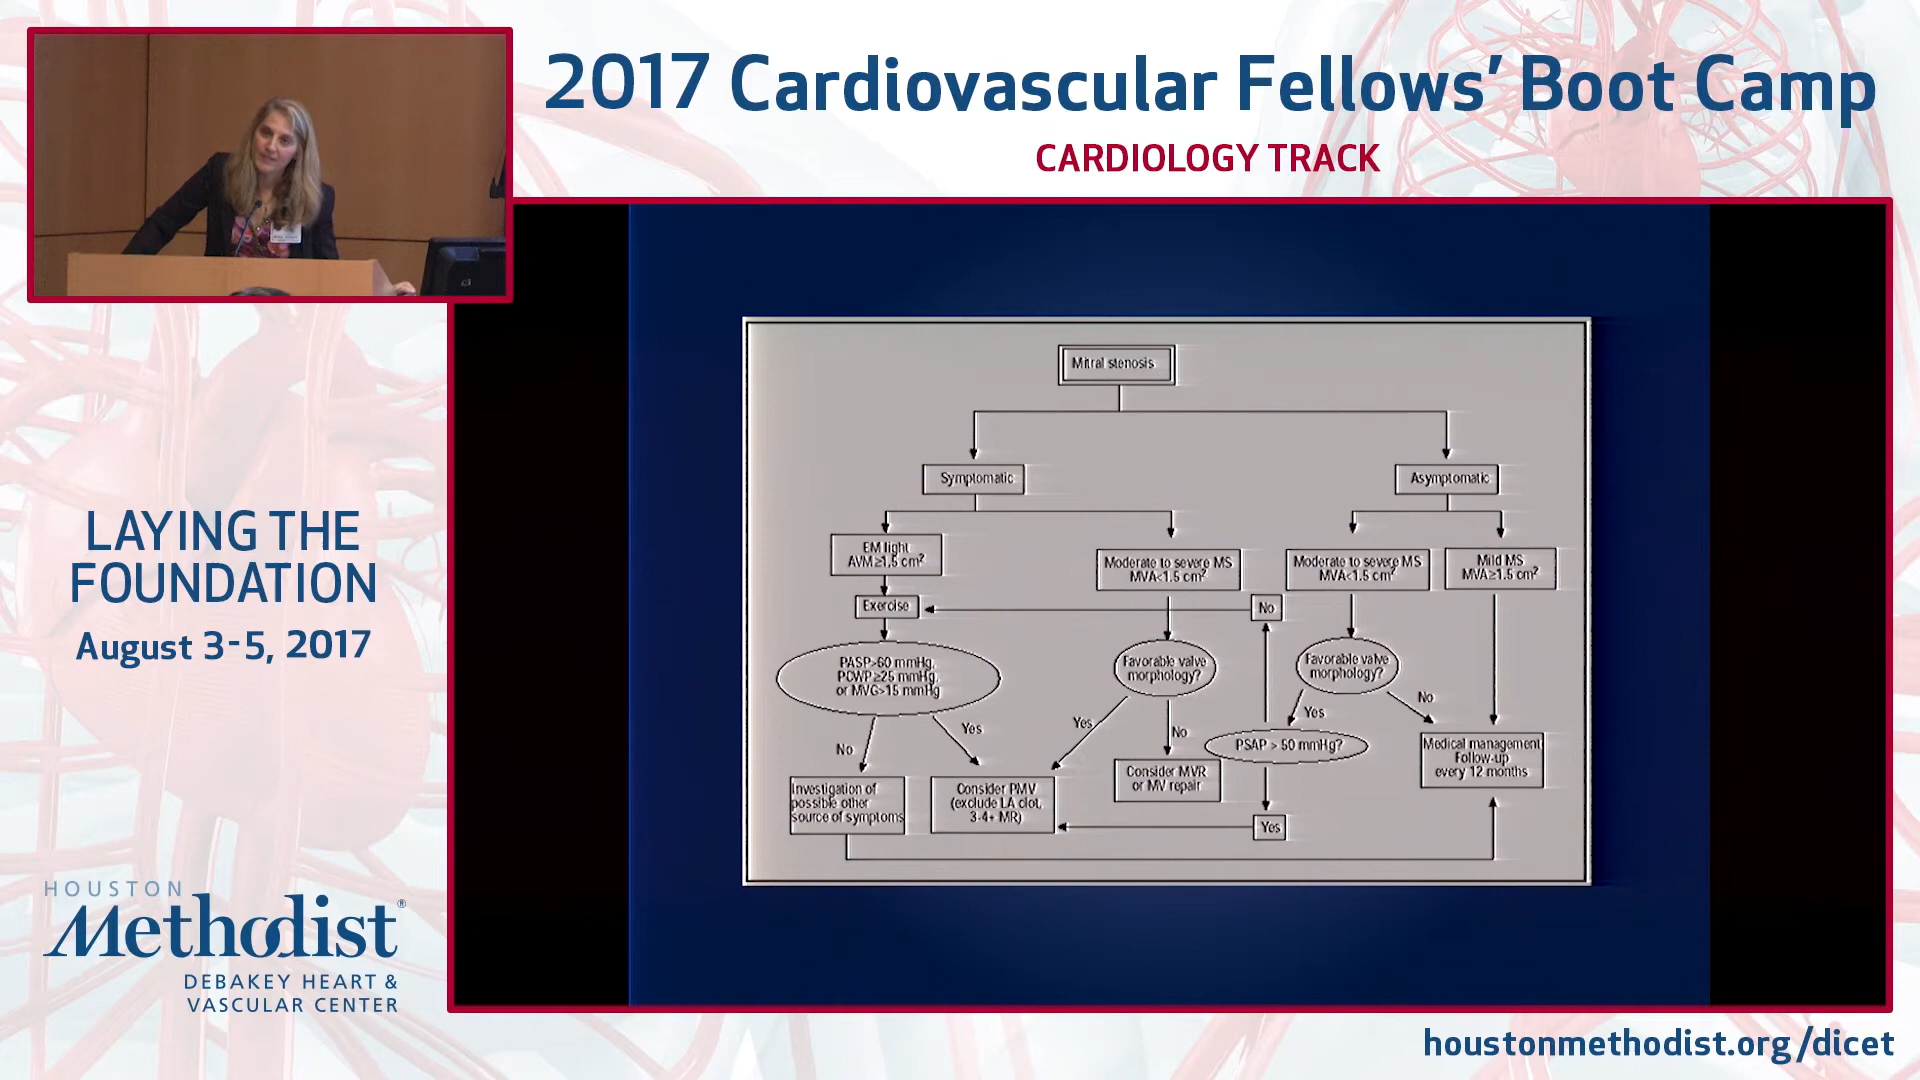 2017 Cardiovascular Fellows' Boot Camp
CARDIOLOGY TRACK
LAYING THE
FOUNDATION
August 3-5, 2017
HOUSTON
Methodist®
DEBAKEY HEART &
VASCULAR CENTER
Mitral stenosis
Symptomatic
Asymptomatic
EM light
AVM≥1.5 cm²
Moderate to severe MS
MVA<1.5 cm²
Moderate to severe MS
MVA<1.5 cm²
Mild MS
MVA≥1.5 cm²
Exercise
No
PASP>60 mmHg,
PCWP≥25 mmHg,
or MVG>15 mmHg
Favorable valve
morphology?
Favorable valve
morphology?
No
Yes
Yes
No
Yes
No
PSAP > 50 mmHg?
Medical management
Follow-up
every 12 months
Investigation of
possible other
source of symptoms
Consider PMV
(exclude LA clot,
3-4+ MR)
Consider MVR
or MV repair
Yes
houstonmethodist.org/dicet